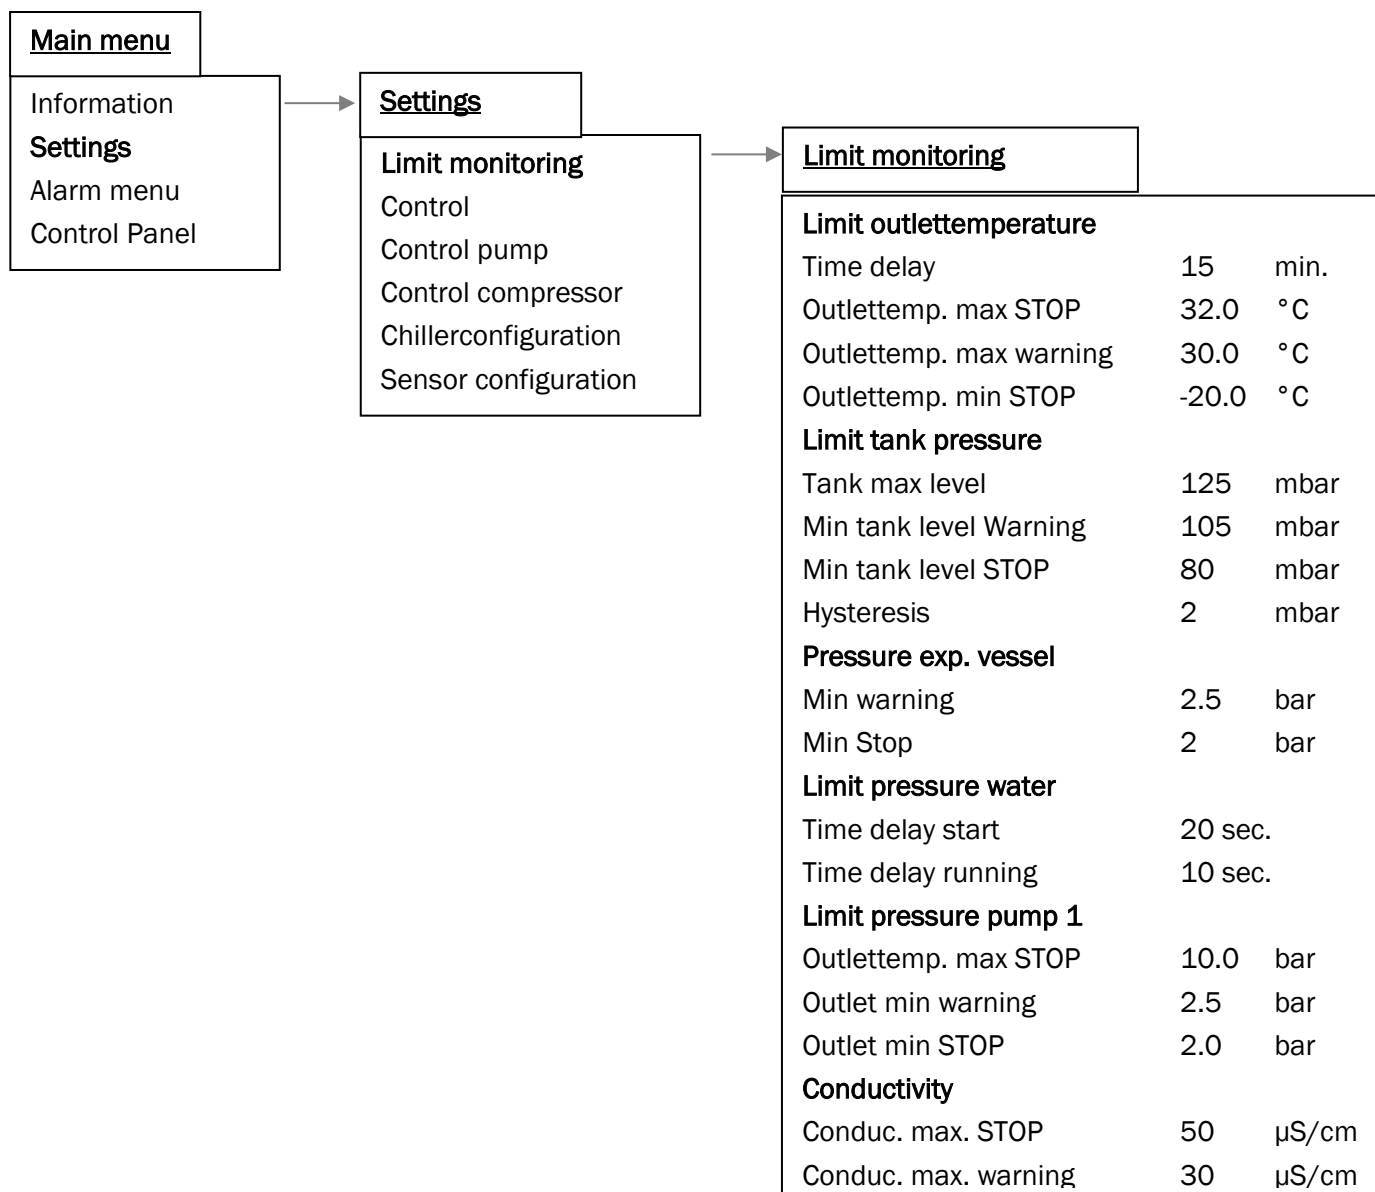 Main menu
Information
Settings
Alarm menu
Control Panel
Settings
Limit monitoring
Control
Control pump
Control compressor
Chillerconfiguration
Sensor configuration
Limit monitoring
Limit outlettemperature
Time delay 15 min.
Outlettemp. max STOP 32.0 °C
Outlettemp. max warning 30.0 °C
Outlettemp. min STOP -20.0 °C
Limit tank pressure
Tank max level 125 mbar
Min tank level Warning 105 mbar
Min tank level STOP 80 mbar
Hysteresis 2 mbar
Pressure exp. vessel
Min warning 2.5 bar
Min Stop 2 bar
Limit pressure water
Time delay start 20 sec.
Time delay running 10 sec.
Limit pressure pump 1
Outlettemp. max STOP 10.0 bar
Outlet min warning 2.5 bar
Outlet min STOP 2.0 bar
Conductivity
Conduc. max. STOP 50 µS/cm
Conduc. max. warning 30 µS/cm